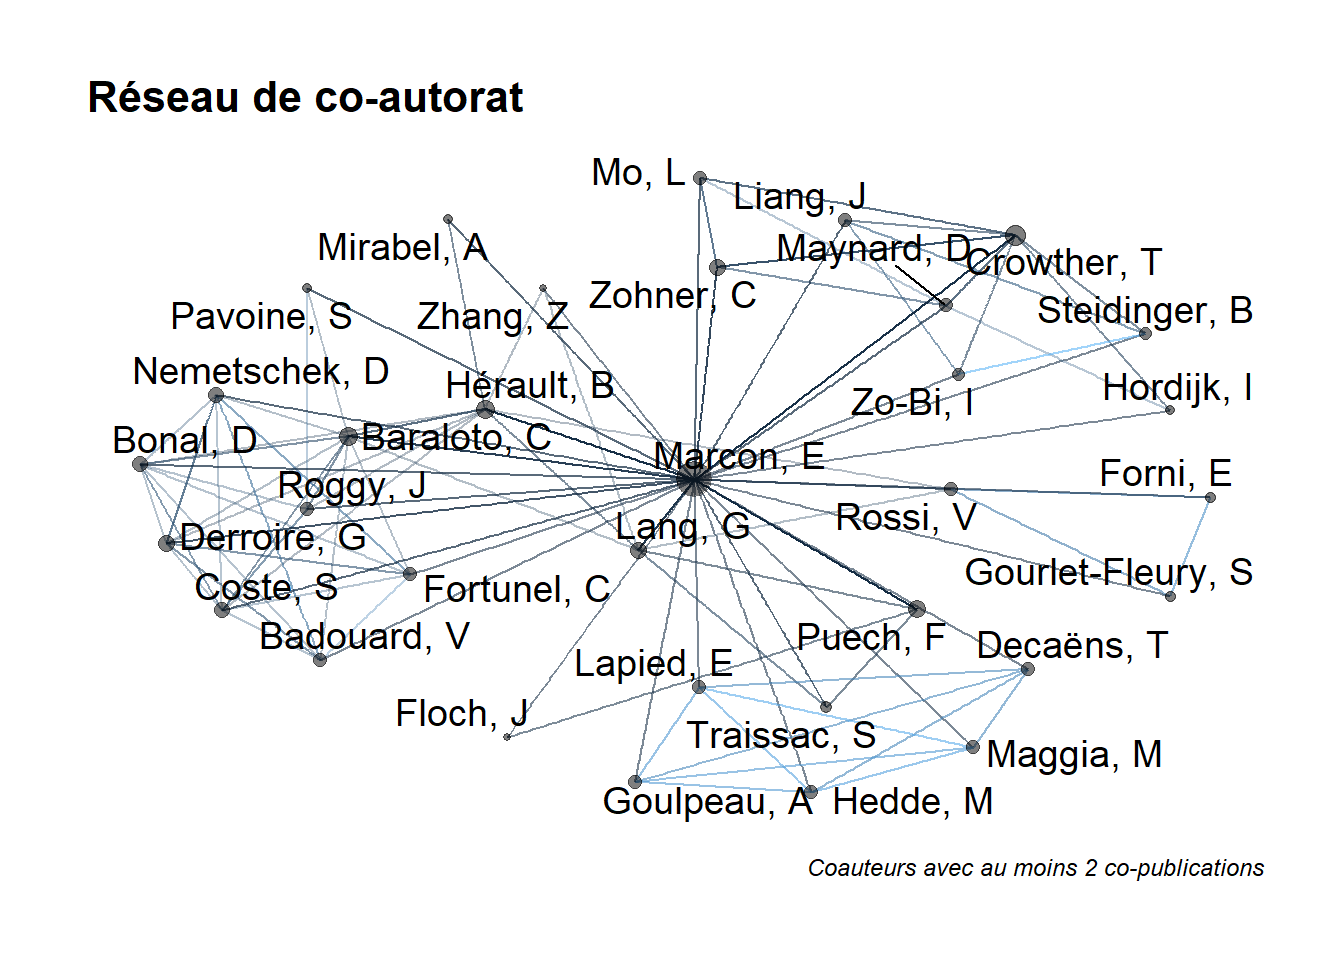 Réseau de co-autorat
Mo, L
Liang, J
Mirabel, A
Maynard, D
Crowther, T
Zohner, C
Steidinger, B
Pavoine, S
Zhang, Z
Nemetschek, D
Hérault, B
Zo-Bi, I
Hordijk, I
Bonal, D
Baraloto, C
Marcon, E
Forni, E
Roggy, J
Rossi, V
Lang, G
Derroire, G
Gourlet-Fleury, S
Coste, S
Fortunel, C
Badouard, V
Puech, F
Decaëns, T
Lapied, E
Floch, J
Traissac, S
Maggia, M
Goulpeau, A
Hedde, M
Coauteurs avec au moins 2 co-publications